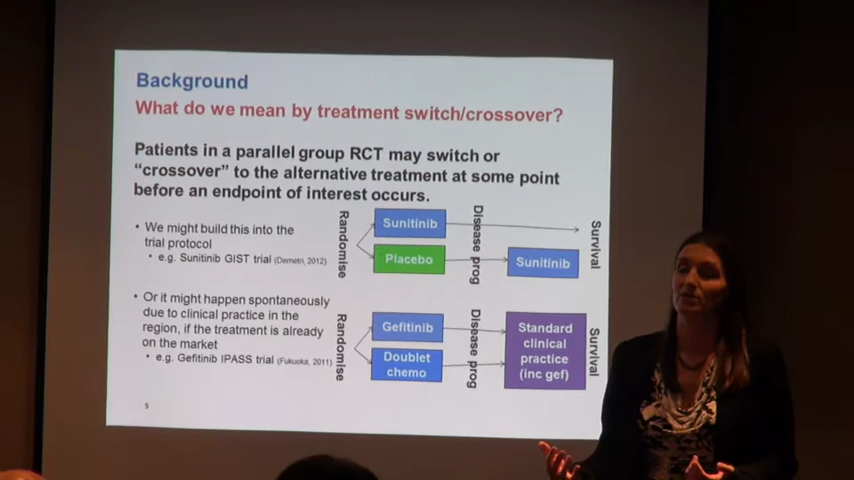 Background
What do we mean by treatment switch/crossover?
Patients in a parallel group RCT may switch or
“crossover” to the alternative treatment at some point
before an endpoint of interest occurs.
• We might build this into the
trial protocol
• e.g. Sunitinib GIST trial (Demetri, 2012)
Randomise
Sunitinib
Placebo
Disease prog
Sunitinib
Survival
• Or it might happen spontaneously
due to clinical practice in the
region, if the treatment is already
on the market
• e.g. Gefitinib IPASS trial (Fukuoka, 2011)
Randomise
Gefitinib
Doublet
chemo
Disease prog
Standard
clinical
practice
(inc gef)
Survival
5